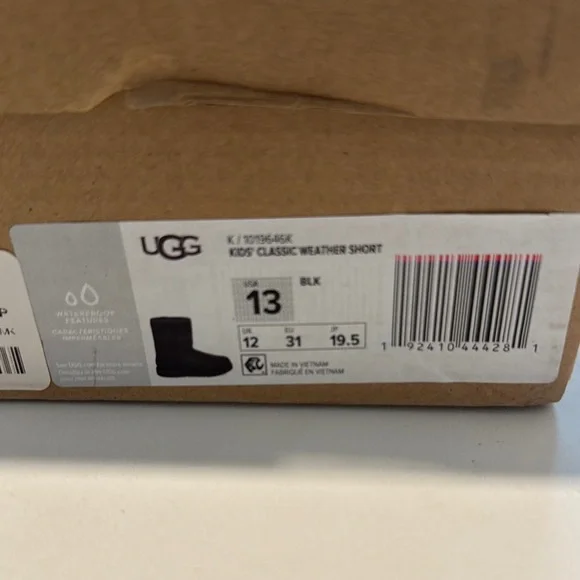 UGG
K / 1019646K
KIDS' CLASSIC WEATHER SHORT
USA
13
BLK
UK
12
EU
31
JP
19.5
MADE IN VIETNAM
FABRIQUÉ EN VIETNAM
WATERPROOF
FEATURES
CARACTÉRISTIQUES
IMPERMÉABLES
1 92410 44428 1
P